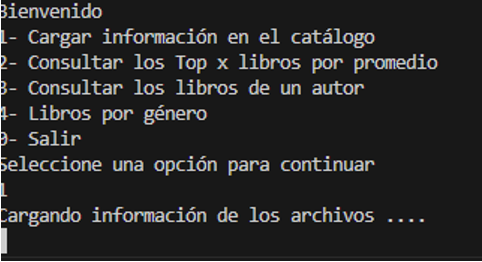 Bienvenido
1- Cargar información en el catálogo
2- Consultar los Top x libros por promedio
3- Consultar los libros de un autor
4- Libros por género
0- Salir
Seleccione una opción para continuar
1
Cargando información de los archivos ....